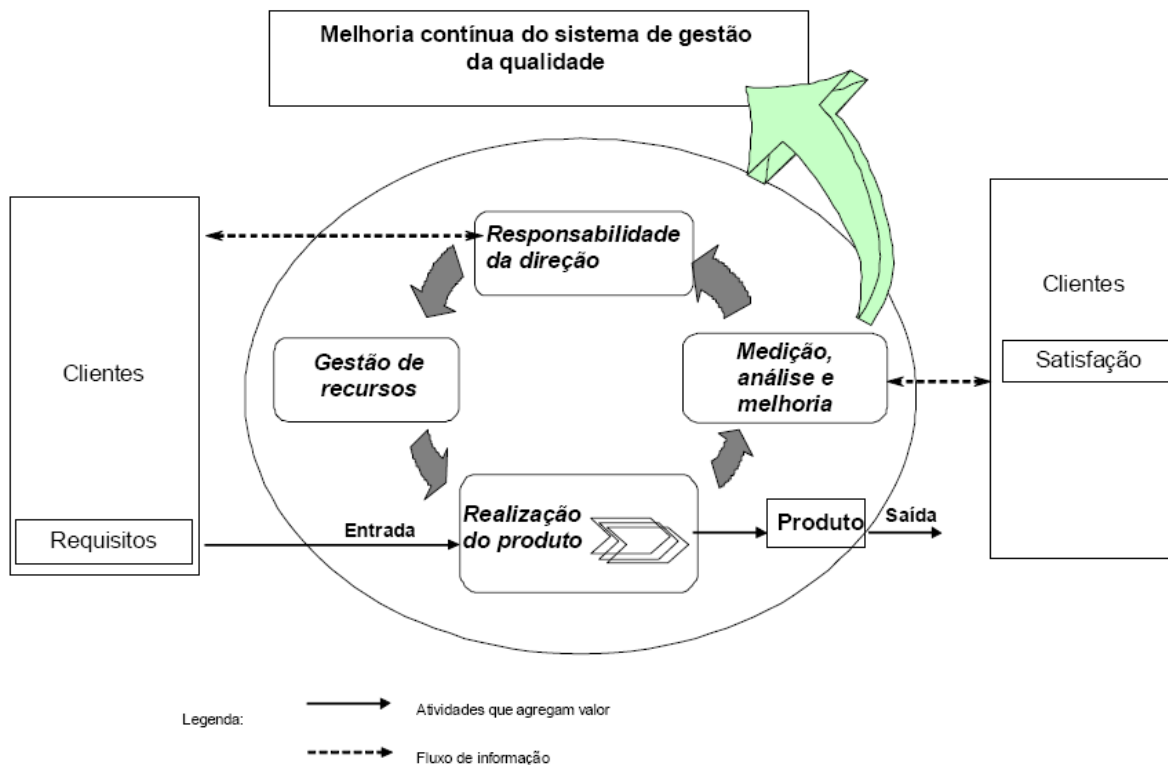 Melhoria contínua do sistema de gestão
da qualidade
Responsabilidade
da direção
Clientes
Gestão de
recursos
Medição,
análise e
melhoria
Clientes
Satisfação
Requisitos
Entrada
Realização
do produto
Produto
Saída
Legenda:
Atividades que agregam valor
Fluxo de informação